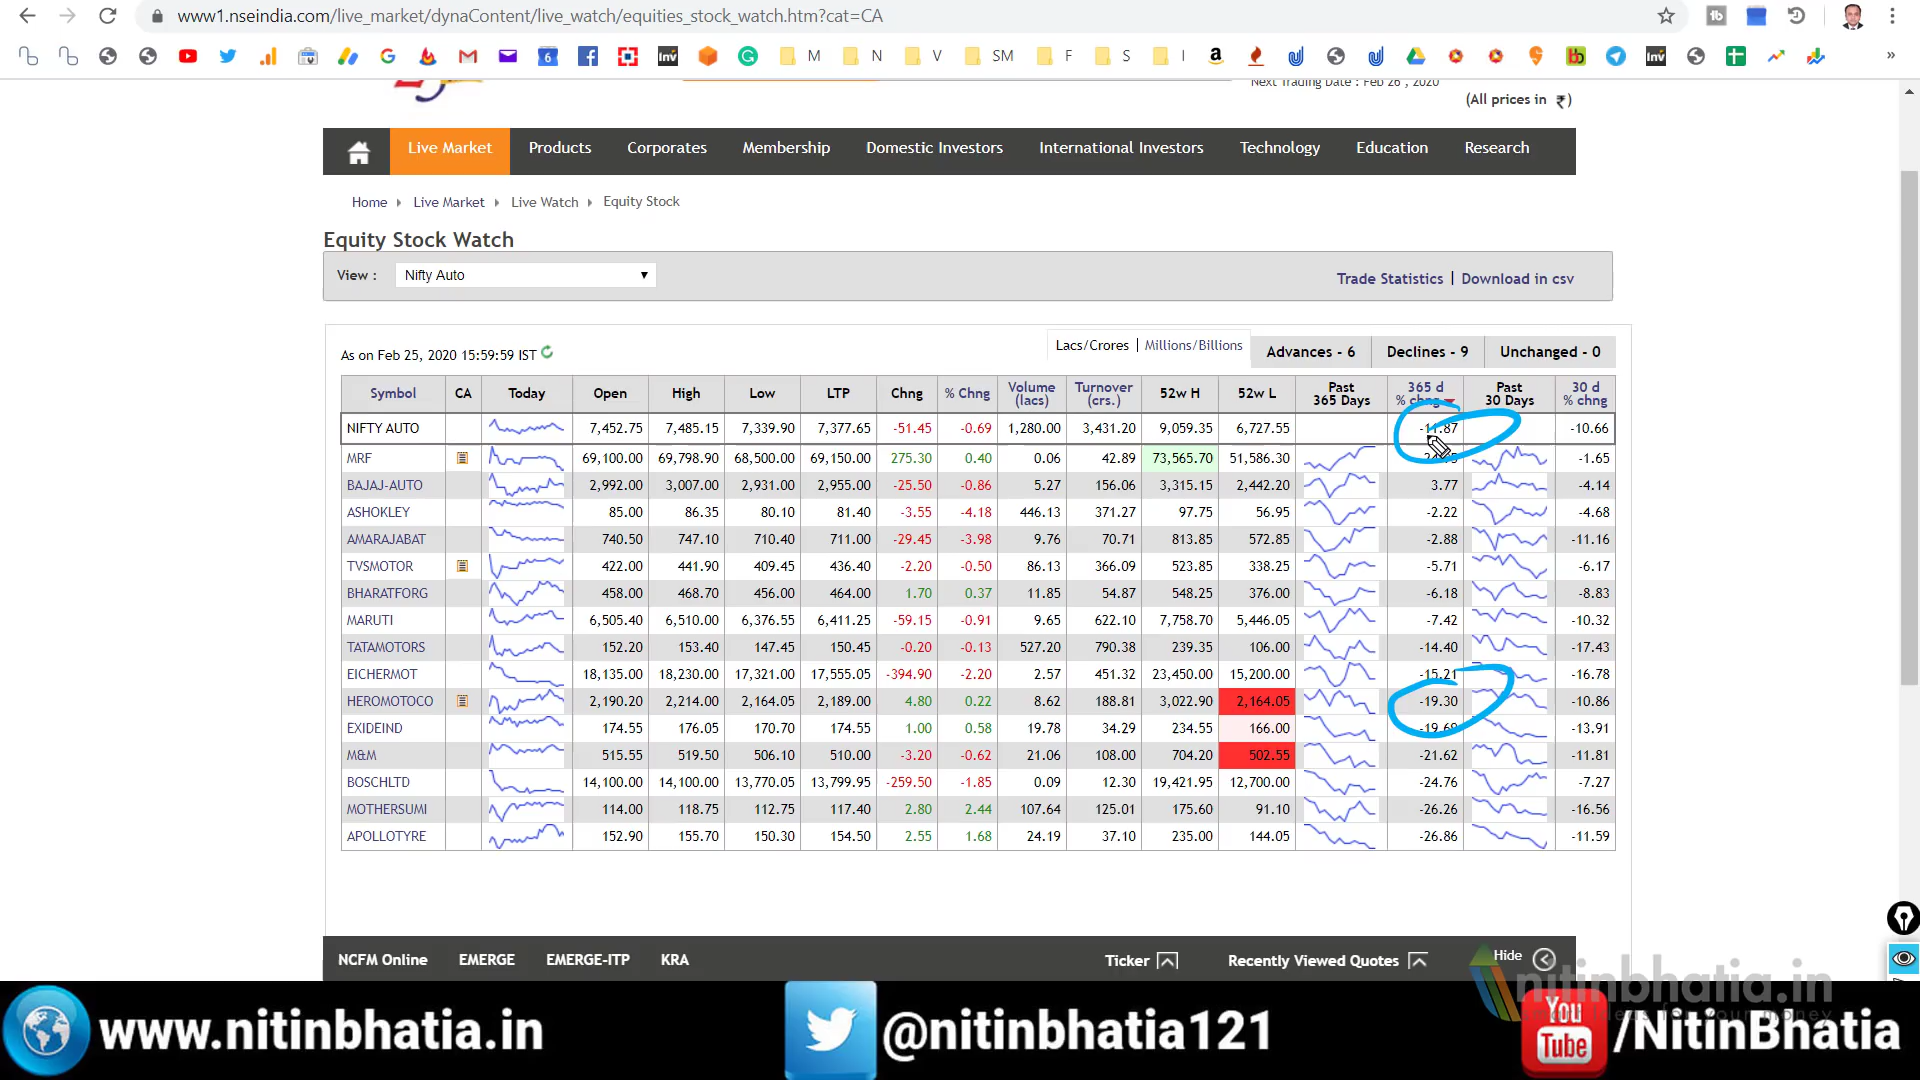 www1.nseindia.com/live_market/dynaContent/live_watch/equities_stock_watch.htm?cat=CA
M N V SM F S I
Next Trading Date : Feb 26 , 2020
(All prices in ₹)
Live Market Products Corporates Membership Domestic Investors International Investors Technology Education Research
Home Live Market Live Watch Equity Stock
Equity Stock Watch
View : Nifty Auto Trade Statistics | Download in csv
As on Feb 25, 2020 15:59:59 IST Lacs/Crores | Millions/Billions Advances - 6 Declines - 9 Unchanged - 0
Symbol CA Today Open High Low LTP Chng % Chng Volume (lacs) Turnover (crs.) 52w H 52w L Past 365 Days 365 d % chng Past 30 Days 30 d % chng
NIFTY AUTO 7,452.75 7,485.15 7,339.90 7,377.65 -51.45 -0.69 1,280.00 3,431.20 9,059.35 6,727.55 -11.87 -10.66
MRF 69,100.00 69,798.90 68,500.00 69,150.00 275.30 0.40 0.06 42.89 73,565.70 51,586.30 -1.65
BAJAJ-AUTO 2,992.00 3,007.00 2,931.00 2,955.00 -25.50 -0.86 5.27 156.06 3,315.15 2,442.20 3.77 -4.14
ASHOKLEY 85.00 86.35 80.10 81.40 -3.55 -4.18 446.13 371.27 97.75 56.95 -2.22 -4.68
AMARAJABAT 740.50 747.10 710.40 711.00 -29.45 -3.98 9.76 70.71 813.85 572.85 -2.88 -11.16
TVSMOTOR 422.00 441.90 409.45 436.40 -2.20 -0.50 86.13 366.09 523.85 338.25 -5.71 -6.17
BHARATFORG 458.00 468.70 456.00 464.00 1.70 0.37 11.85 54.87 548.25 376.00 -6.18 -8.83
MARUTI 6,505.40 6,510.00 6,376.55 6,411.25 -59.15 -0.91 9.65 622.10 7,758.70 5,446.05 -7.42 -10.32
TATAMOTORS 152.20 153.40 147.45 150.45 -0.20 -0.13 527.20 790.38 239.35 106.00 -14.40 -17.43
EICHERMOT 18,135.00 18,230.00 17,321.00 17,555.05 -394.90 -2.20 2.57 451.32 23,450.00 15,200.00 -15.21 -16.78
HEROMOTOCO 2,190.20 2,214.00 2,164.05 2,189.00 4.80 0.22 8.62 188.81 3,022.90 2,164.05 -19.30 -10.86
EXIDEIND 174.55 176.05 170.70 174.55 1.00 0.58 19.78 34.29 234.55 166.00 -19.69 -13.91
M&M 515.55 519.50 506.10 510.00 -3.20 -0.62 21.06 108.00 704.20 502.55 -21.62 -11.81
BOSCHLTD 14,100.00 14,100.00 13,770.05 13,799.95 -259.50 -1.85 0.09 12.30 19,421.95 12,700.00 -24.76 -7.27
MOTHERSUMI 114.00 118.75 112.75 117.40 2.80 2.44 107.64 125.01 175.60 91.10 -26.26 -16.56
APOLLOTYRE 152.90 155.70 150.30 154.50 2.55 1.68 24.19 37.10 235.00 144.05 -26.86 -11.59
NCFM Online EMERGE EMERGE-ITP KRA Ticker Recently Viewed Quotes Hide
nitinbhatia.in
www.nitinbhatia.in @nitinbhatia121 You Tube /NitinBhatia